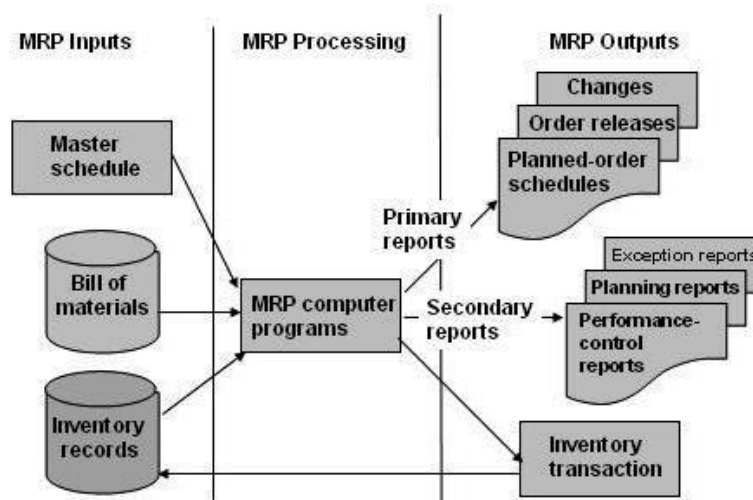 MRP Inputs
MRP Processing
MRP Outputs
Master
schedule
Bill of
materials
Inventory
records
MRP computer
programs
Primary
reports
Secondary
reports
Changes
Order releases
Planned-order
schedules
Exception reports
Planning reports
Performance-
control
reports
Inventory
transaction